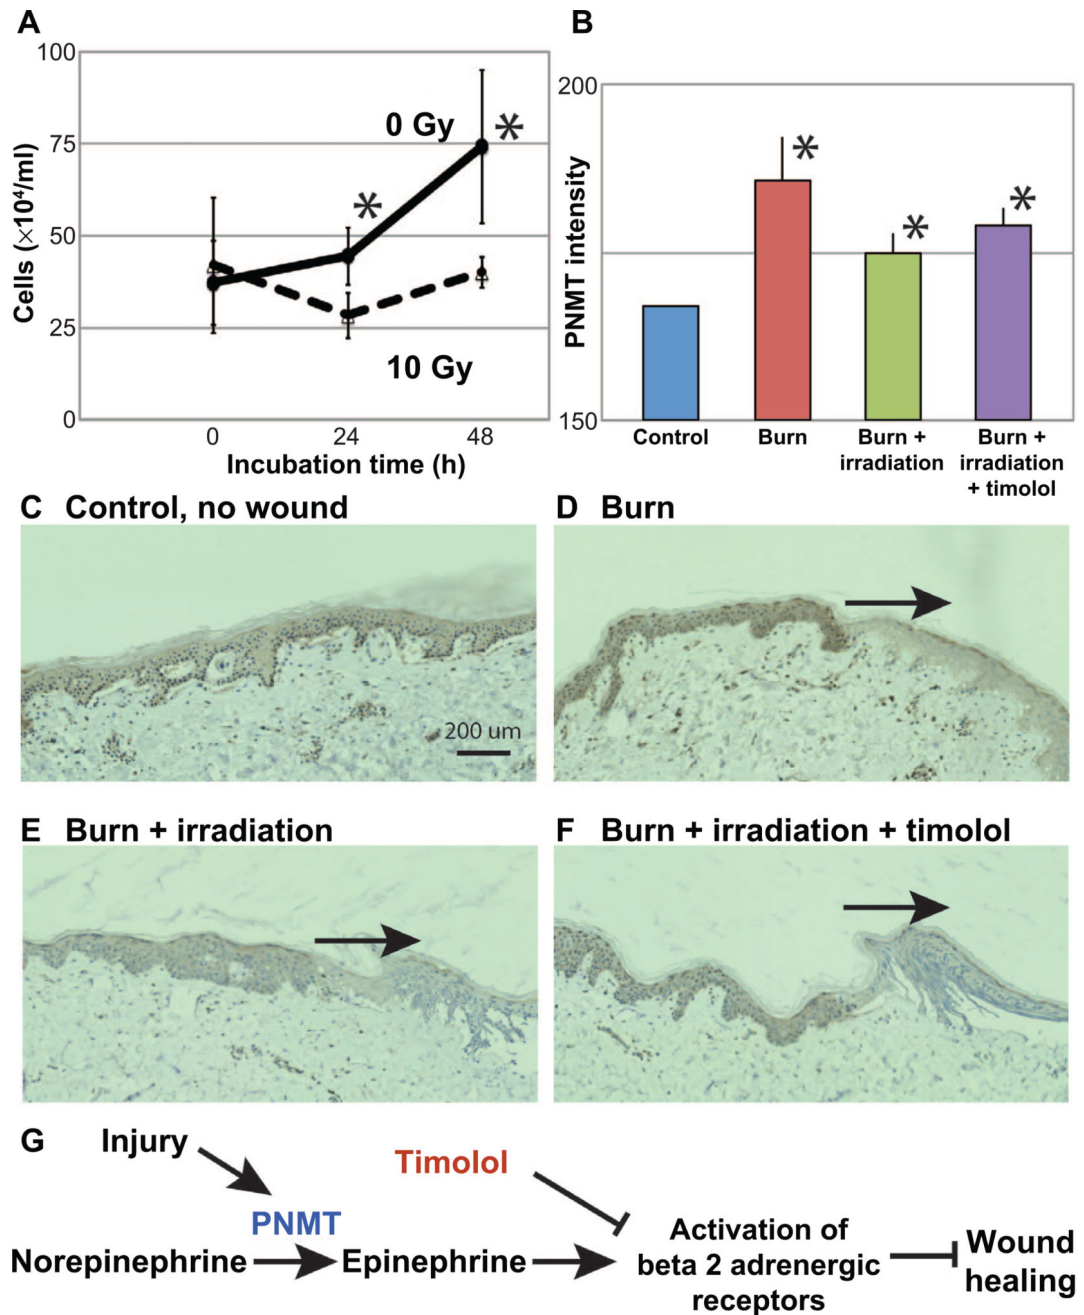 A
100
75
50
25
0
Cells (×10⁴/ml)
0 Gy
*
*
10 Gy
0 24 48
Incubation time (h)
B
200
150
PNMT intensity
*
*
*
Control
Burn
Burn +
irradiation
Burn +
irradiation
+ timolol
C Control, no wound
200 um
D Burn
E Burn + irradiation
F Burn + irradiation + timolol
G
Injury
Timolol
PNMT
Norepinephrine
Epinephrine
Activation of
beta 2 adrenergic
receptors
Wound
healing